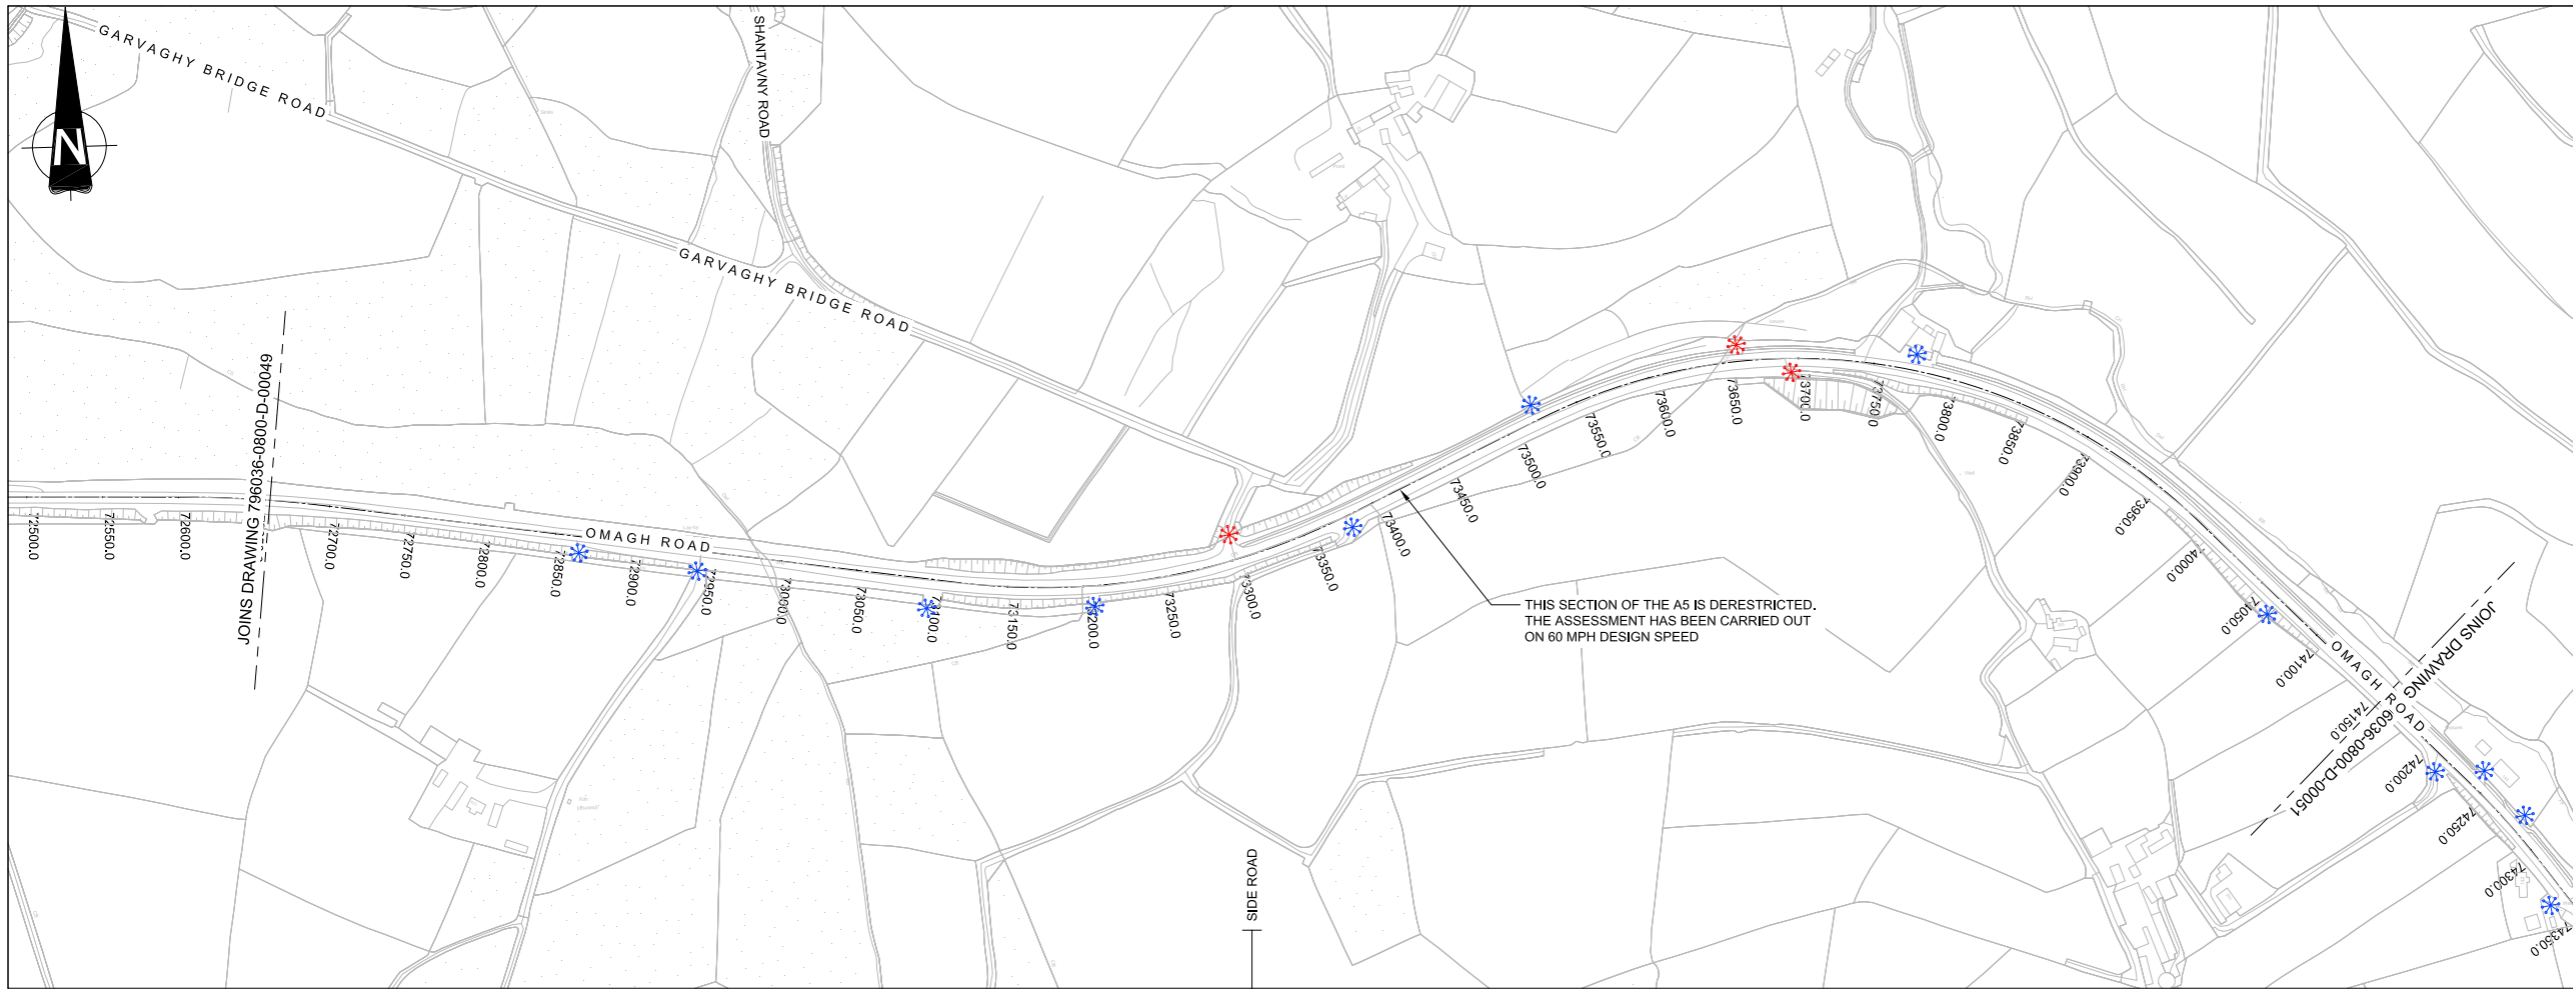 GARVAGHY BRIDGE ROAD
SHANTAVNY ROAD
N
GARVAGHY BRIDGE ROAD
JOINS DRAWING 796036-0800-D-00049
OMAGH ROAD
72500.0
72550.0
72600.0
72700.0
72750.0
72800.0
72850.0
72900.0
72950.0
73000.0
73050.0
73100.0
73150.0
73200.0
73250.0
73300.0
73350.0
73400.0
73450.0
73500.0
73550.0
73600.0
73650.0
73700.0
73750.0
73800.0
73850.0
73900.0
73950.0
74000.0
74050.0
74100.0
74150.0
74200.0
74250.0
74300.0
74350.0
THIS SECTION OF THE A5 IS DERESTRICTED.
THE ASSESSMENT HAS BEEN CARRIED OUT
ON 60 MPH DESIGN SPEED
OMAGH ROAD
JOINS DRAWING
6036-0800-D-00051
SIDE ROAD